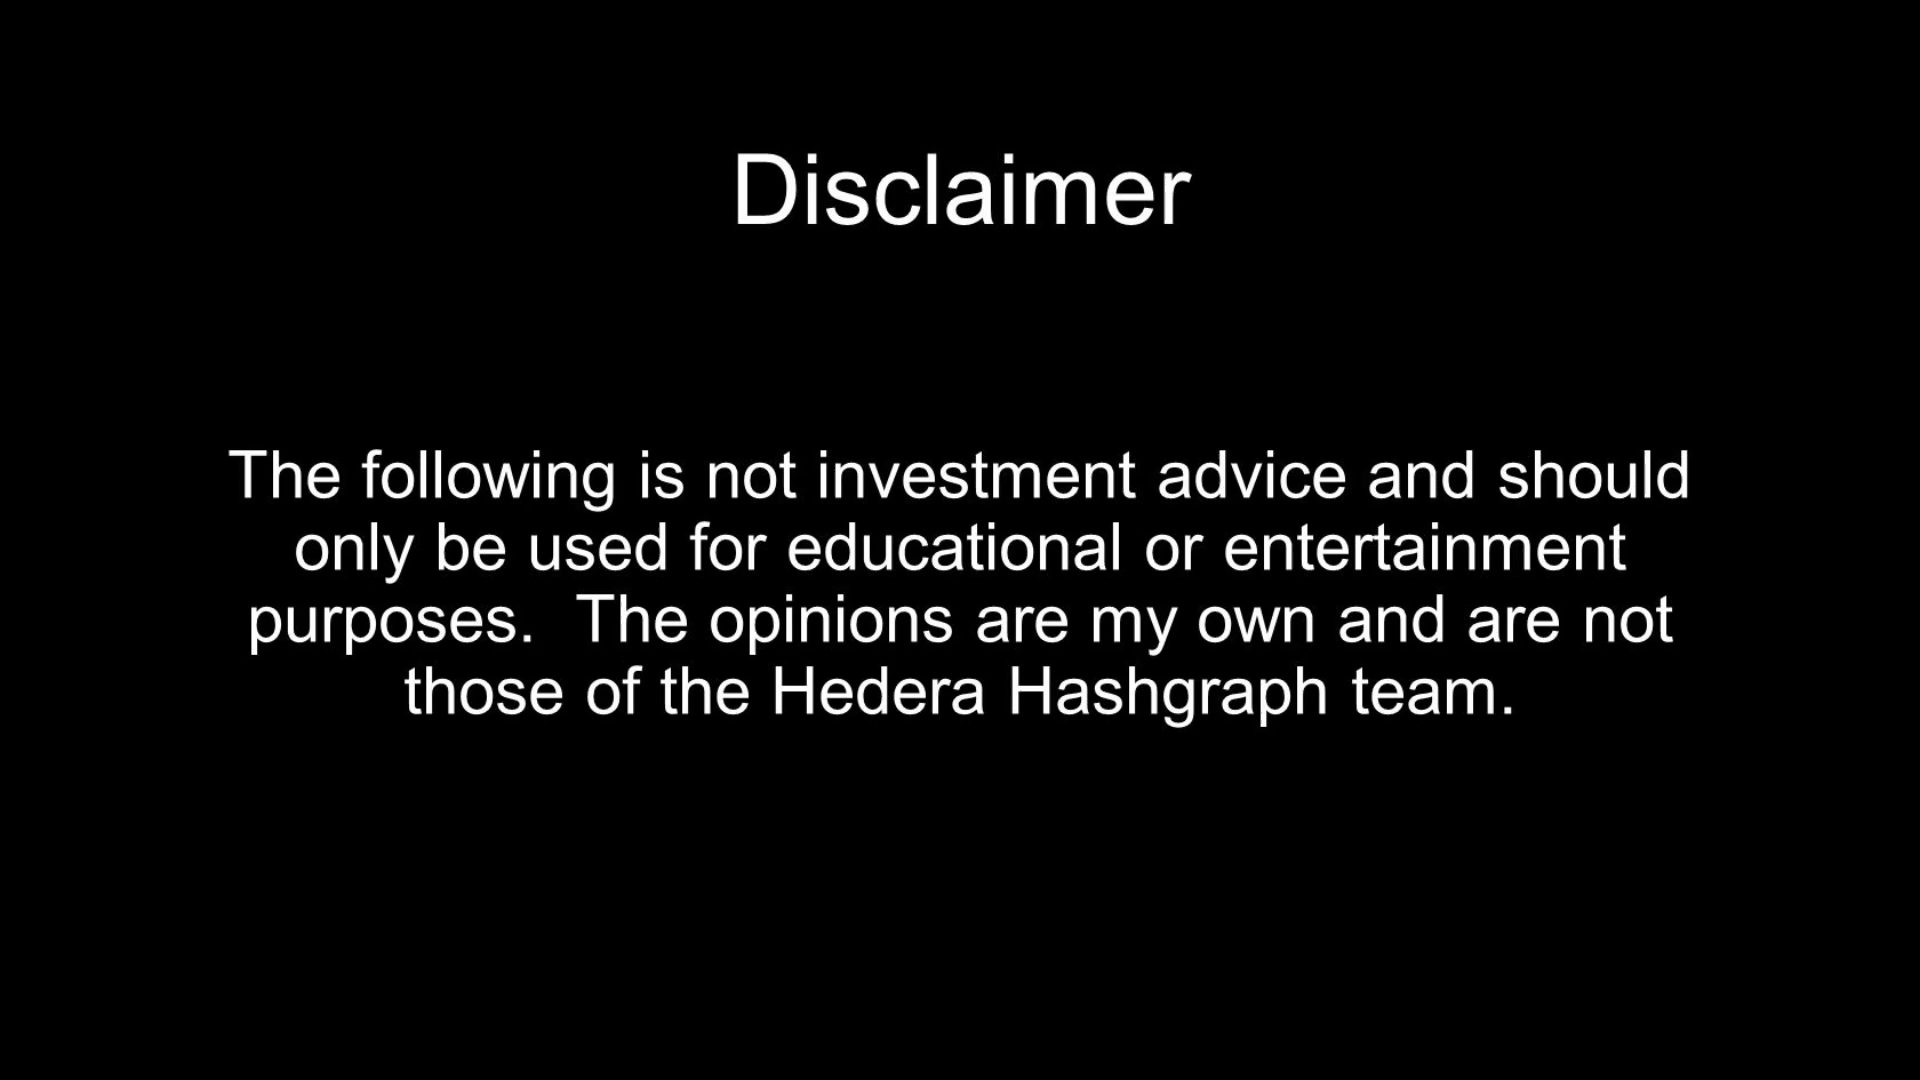 Disclaimer
The following is not investment advice and should
only be used for educational or entertainment
purposes.  The opinions are my own and are not
those of the Hedera Hashgraph team.